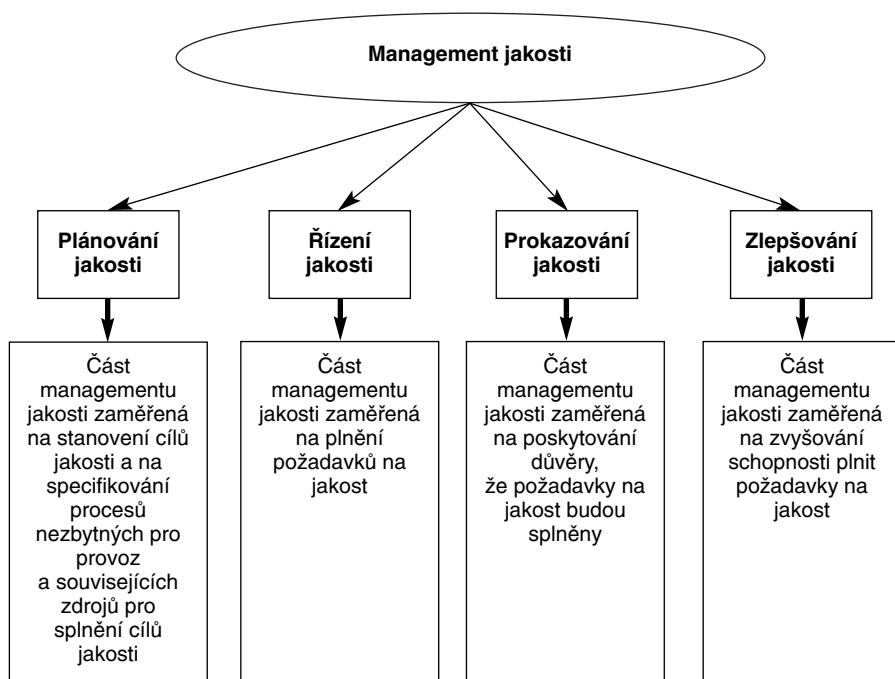 Management jakosti
Plánování
jakosti
Řízení
jakosti
Prokazování
jakosti
Zlepšování
jakosti
Část
managementu
jakosti zaměřená
na stanovení cílů
jakosti a na
specifikování
procesů
nezbytných pro
provoz
a souvisejících
zdrojů pro
splnění cílů
jakosti
Část
managementu
jakosti zaměřená
na plnění
požadavků na
jakost
Část
managementu
jakosti zaměřená
na poskytování
důvěry,
že požadavky na
jakost budou
splněny
Část
managementu
jakosti zaměřená
na zvyšování
schopnosti plnit
požadavky na
jakost